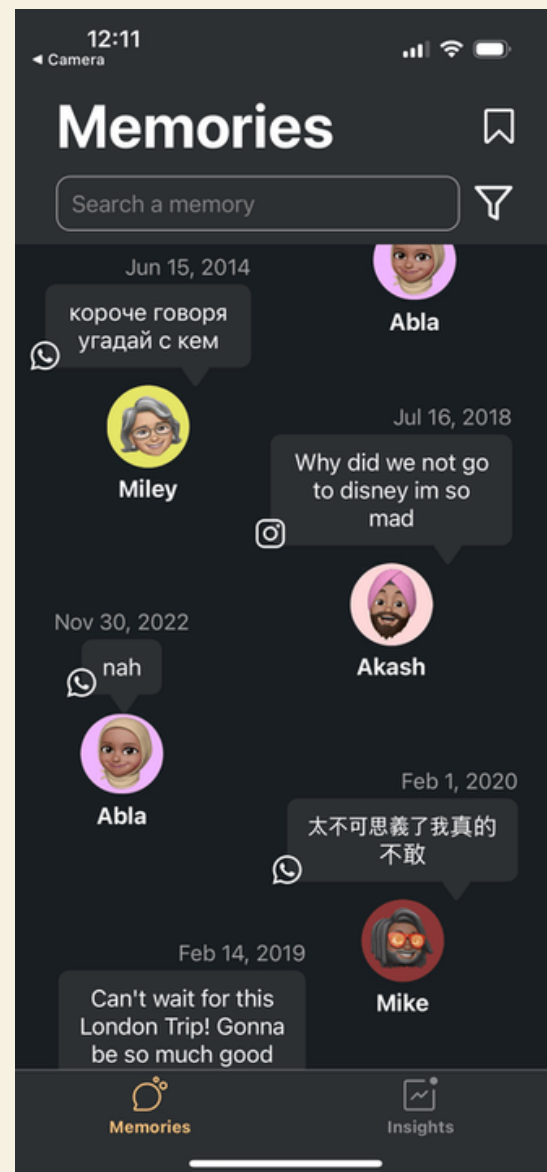 12:11
◀ Camera
Memories
Search a memory
Jun 15, 2014
Abla
короче говоря
угадай с кем
Miley
Jul 16, 2018
Why did we not go
to disney im so
mad
Akash
Nov 30, 2022
nah
Abla
Feb 1, 2020
太不可思義了我真的
不敢
Mike
Feb 14, 2019
Can't wait for this
London Trip! Gonna
be so much good
Memories
Insights